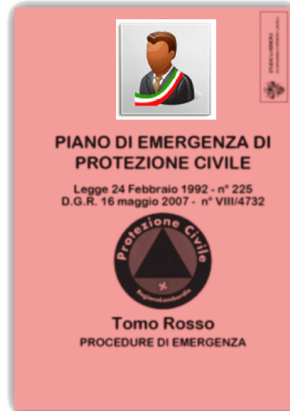 PIANO DI EMERGENZA DI
PROTEZIONE CIVILE
Legge 24 Febbraio 1992 - n° 225
D.G.R. 16 maggio 2007 - n° VIII/4732
Protezione Civile
RegioneLombardia
Tomo Rosso
PROCEDURE DI EMERGENZA